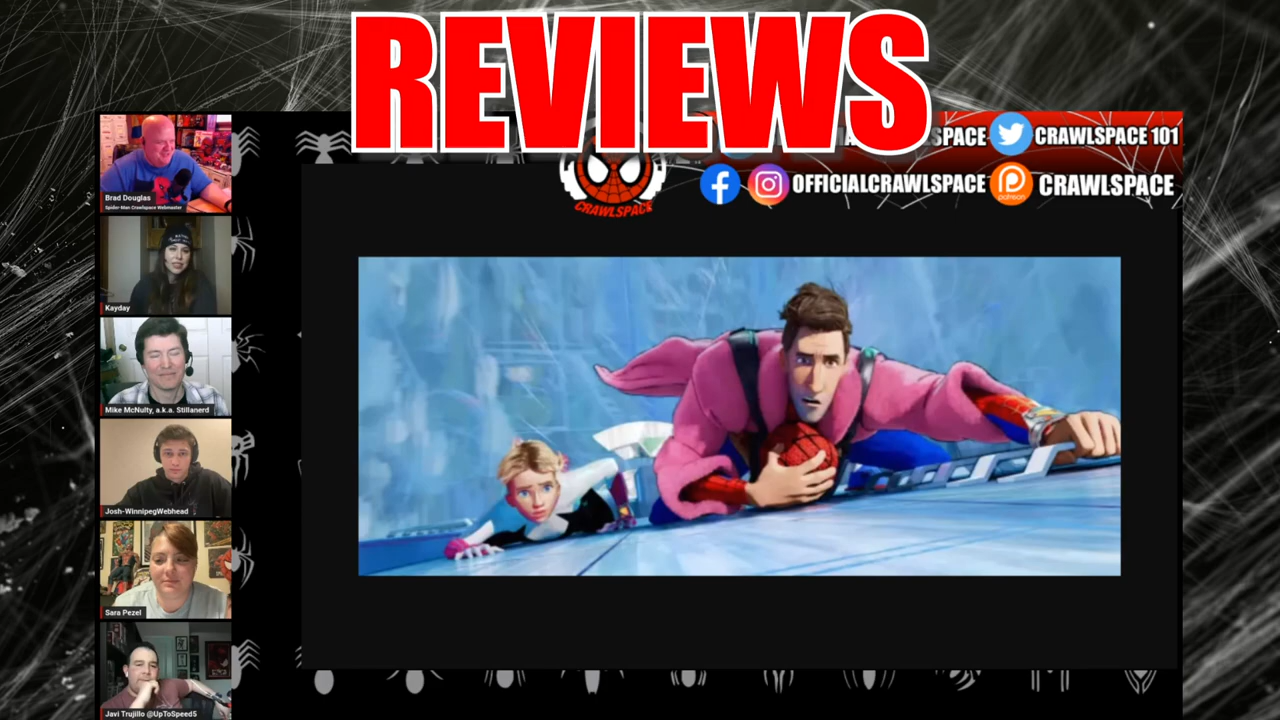 REVIEWS
SPACE
CRAWLSPACE 101
OFFICIALCRAWLSPACE
patreon
CRAWLSPACE
CRAWLSPACE
Brad Douglas
Spider-Man Crawlspace Webmaster
Kayday
Mike McNulty, a.k.a. Stillanerd
Josh-WinnipegWebhead
Sara Pezel
Javi Trujillo @UpToSpeed5